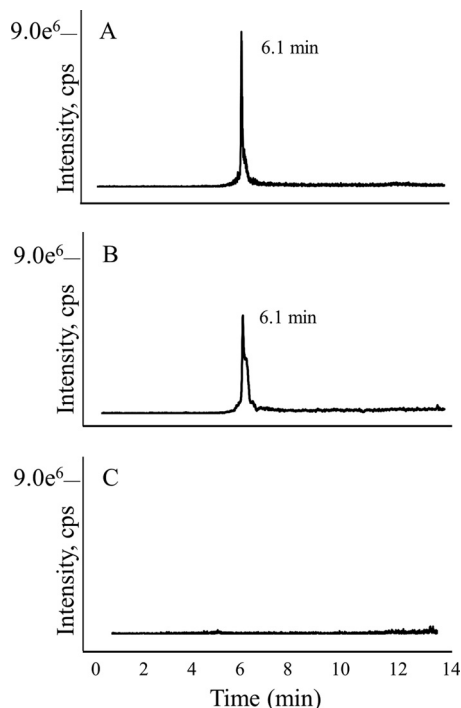 9.0e⁶
A
6.1 min
Intensity, cps
9.0e⁶
B
6.1 min
Intensity, cps
9.0e⁶
C
Intensity, cps
0 2 4 6 8 10 12 14
Time (min)